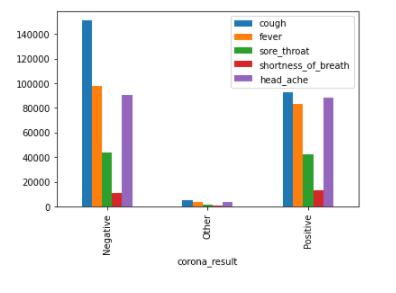 cough
fever
sore_throat
shortness_of_breath
head_ache
140000
120000
100000
80000
60000
40000
20000
0
Negative
Other
Positive
corona_result